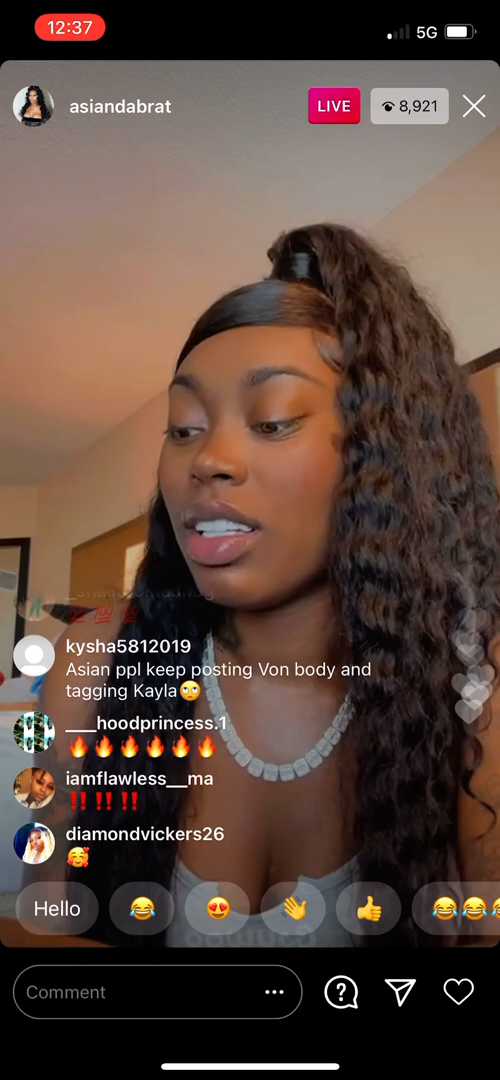 12:37
5G
asiandabrat
LIVE
8,921
kysha5812019
Asian ppl keep posting Von body and
tagging Kayla🙄
___hoodprincess.1
🔥🔥🔥🔥🔥🔥
iamflawless__ma
‼️‼️‼️
diamondvickers26
🥰
Hello
Comment